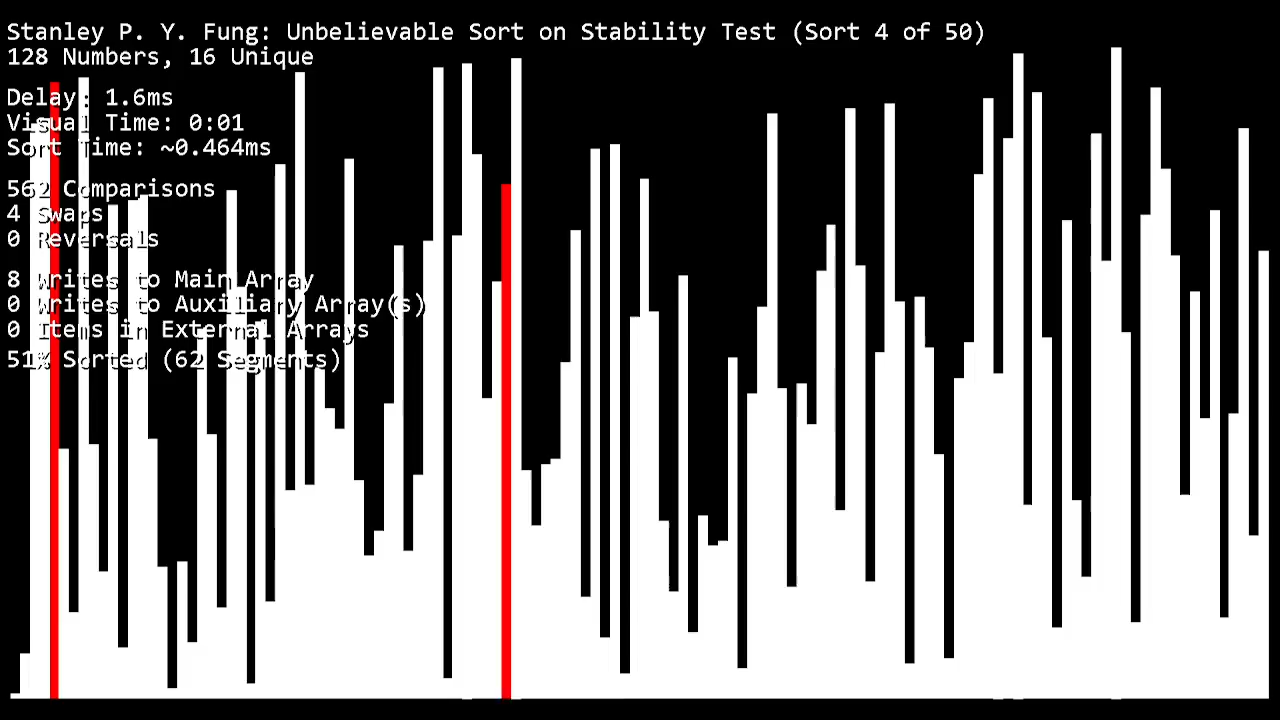 Stanley P. Y. Fung: Unbelievable Sort on Stability Test (Sort 4 of 50)
128 Numbers, 16 Unique
Delay: 1.6ms
Visual Time: 0:01
Sort Time: ~0.464ms
562 Comparisons
4 Swaps
0 Reversals
8 Writes to Main Array
0 Writes to Auxiliary Array(s)
0 Items in External Arrays
51% Sorted (62 Segments)